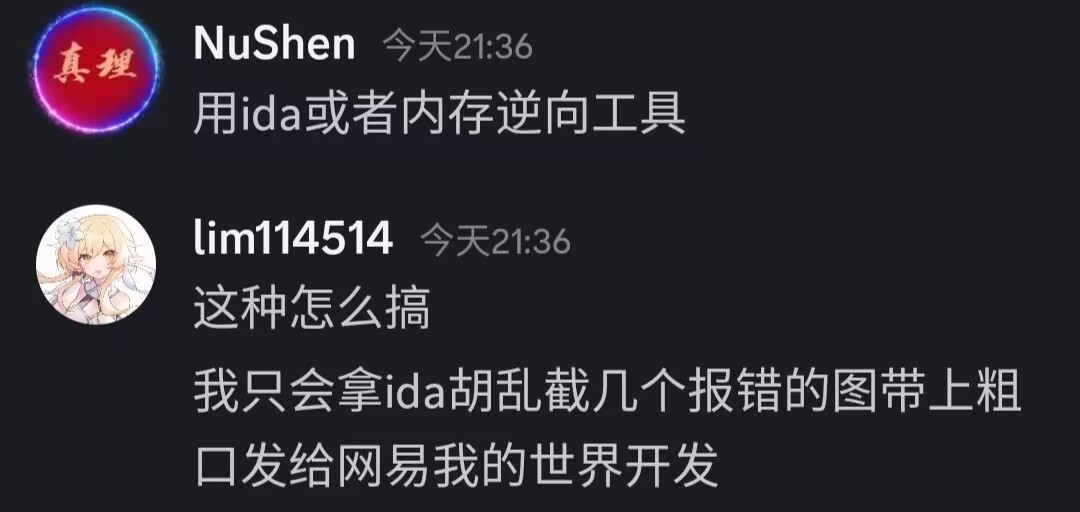 真理
NuShen 今天21:36
用ida或者内存逆向工具
lim114514 今天21:36
这种怎么搞
我只会拿ida胡乱截几个报错的图带上粗
口发给网易我的世界开发